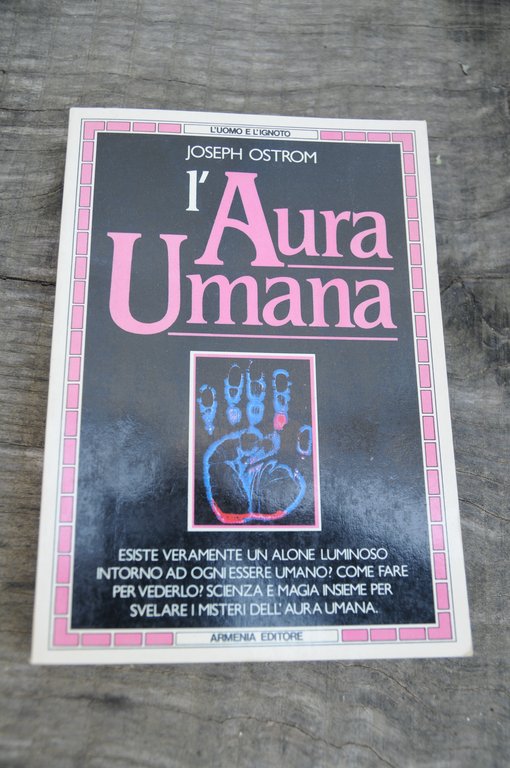 L'UOMO E L'IGNOTO
JOSEPH OSTROM
l'Aura
Umana
ESISTE VERAMENTE UN ALONE LUMINOSO
INTORNO AD OGNI ESSERE UMANO? COME FARE
PER VEDERLO? SCIENZA E MAGIA INSIEME PER
SVELARE I MISTERI DELL'AURA UMANA.
ARMENIA EDITORE